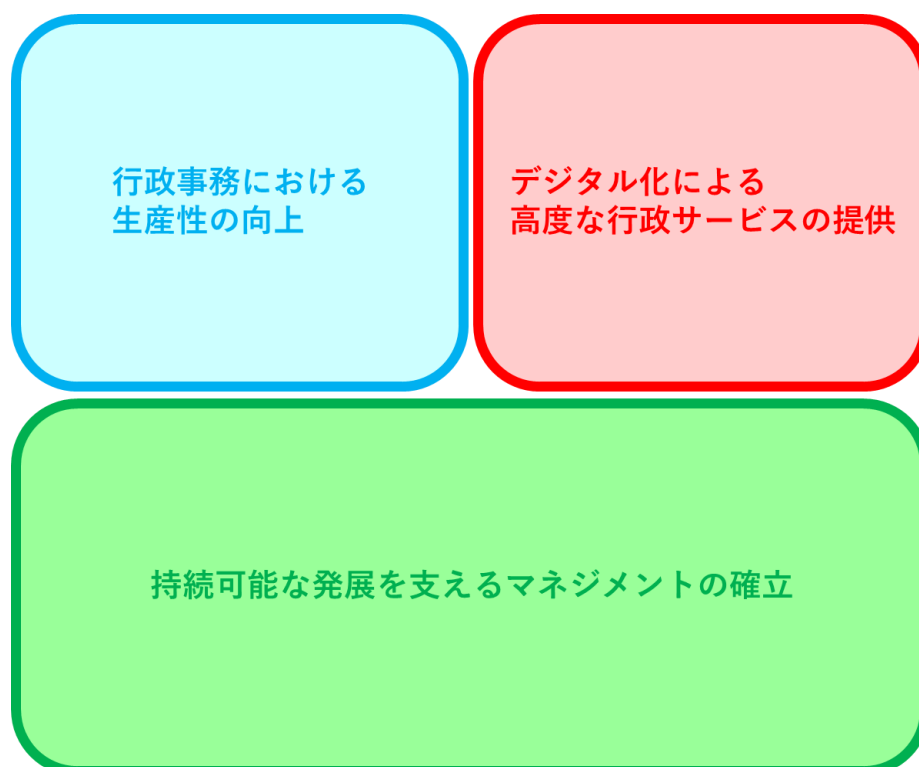 行政事務における
生産性の向上
デジタル化による
高度な行政サービスの提供
持続可能な発展を支えるマネジメントの確立